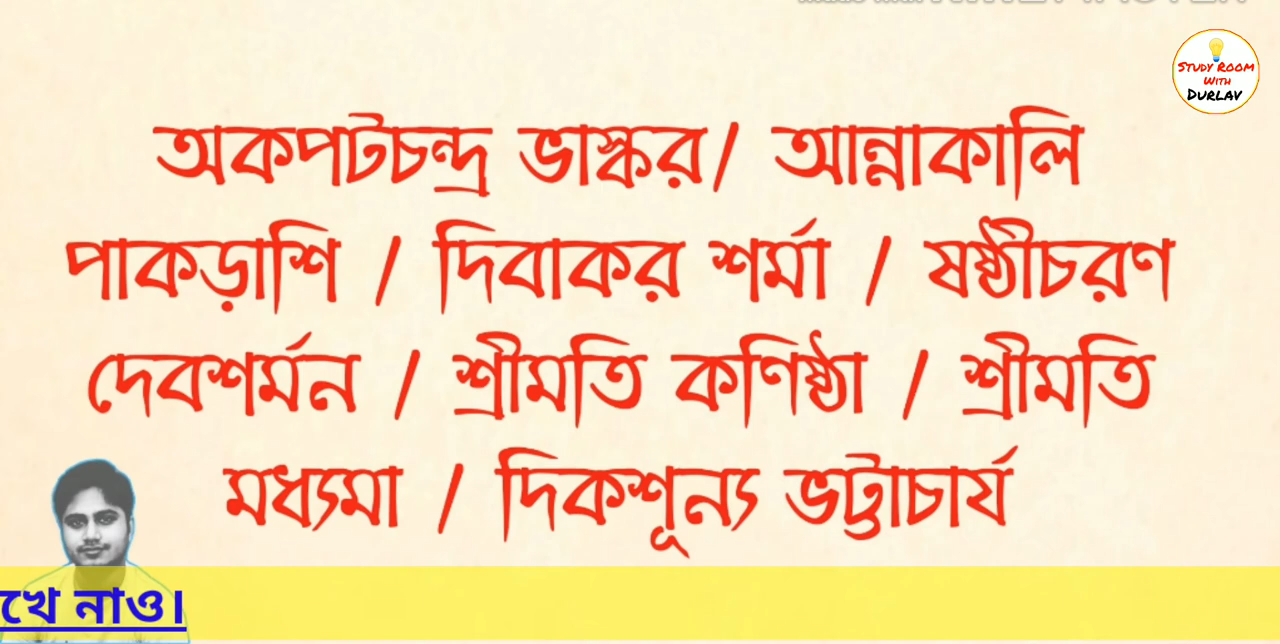 STUDY ROOM
WITH
DURLAV
অকপটচন্দ্র ভাস্কর/ আন্নাকালি
পাকড়াশি / দিবাকর শর্মা / ষষ্ঠীচরণ
দেবশর্মন / শ্রীমতি কণিষ্ঠা / শ্রীমতি
মধ্যমা / দিকশূন্য ভট্টাচার্য
খে নাও।